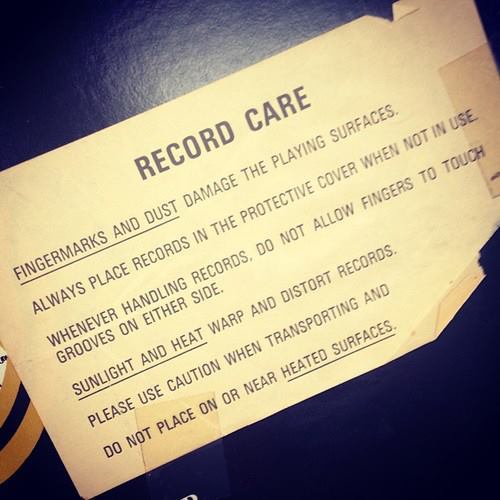 RECORD CARE
FINGERMARKS AND DUST DAMAGE THE PLAYING SURFACES.
ALWAYS PLACE RECORDS IN THE PROTECTIVE COVER WHEN NOT IN USE.
WHENEVER HANDLING RECORDS, DO NOT ALLOW FINGERS TO TOUCH
GROOVES ON EITHER SIDE.
SUNLIGHT AND HEAT WARP AND DISTORT RECORDS.
PLEASE USE CAUTION WHEN TRANSPORTING AND
DO NOT PLACE ON OR NEAR HEATED SURFACES.